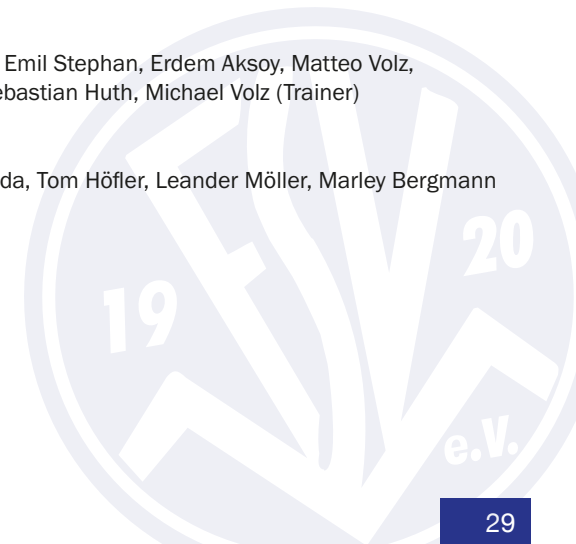 Emil Stephan, Erdem Aksoy, Matteo Volz,
ebastian Huth, Michael Volz (Trainer)
da, Tom Höfler, Leander Möller, Marley Bergmann
FSV
19 20
e.V.
29